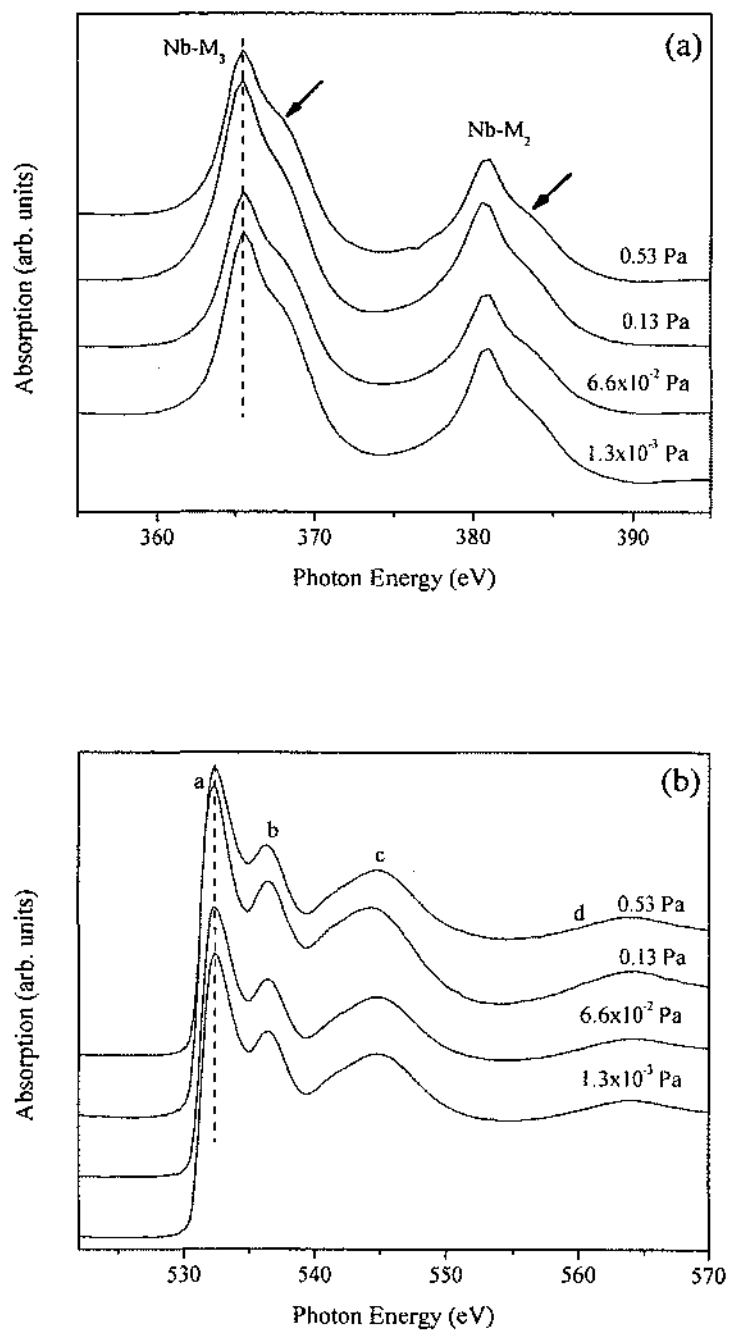 (a)
Nb-M3
Nb-M2
0.53 Pa
0.13 Pa
6.6x10-2 Pa
1.3x10-3 Pa
Absorption (arb. units)
360 370 380 390
Photon Energy (eV)
(b)
a
b
c
d
0.53 Pa
0.13 Pa
6.6x10-2 Pa
1.3x10-3 Pa
Absorption (arb. units)
530 540 550 560 570
Photon Energy (eV)